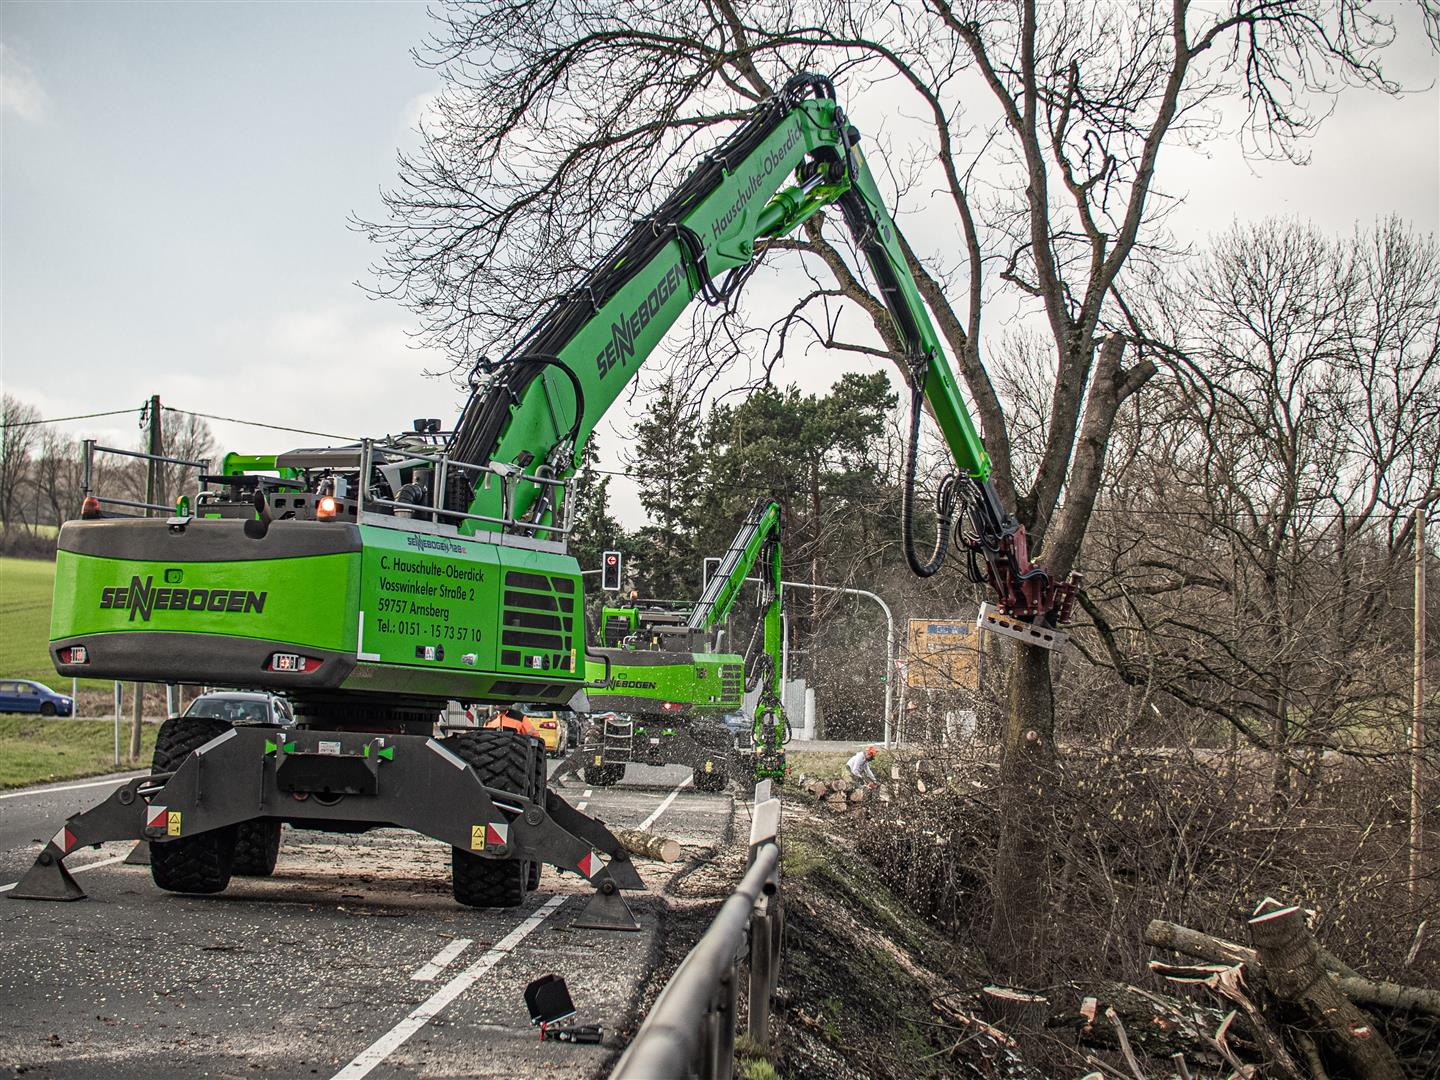 C. Hauschulte-Oberdick
SENNEBOGEN
SENNEBOGEN 728E
C. Hauschulte-Oberdick
Vosswinkeler Straße 2
59757 Arnsberg
Tel.: 0151 - 15 73 57 10
SENNEBOGEN
SENNEBOGEN